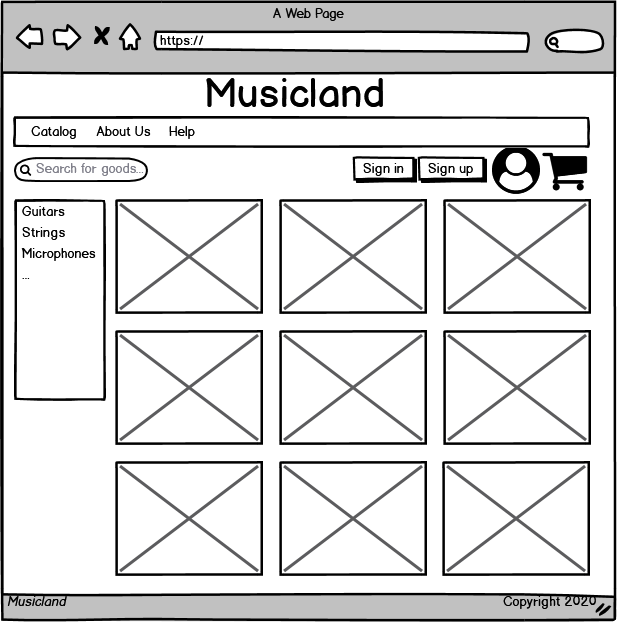 A Web Page
https://
Musicland
Catalog About Us Help
Search for goods...
Sign in Sign up
Guitars
Strings
Microphones
...
Musicland Copyright 2020